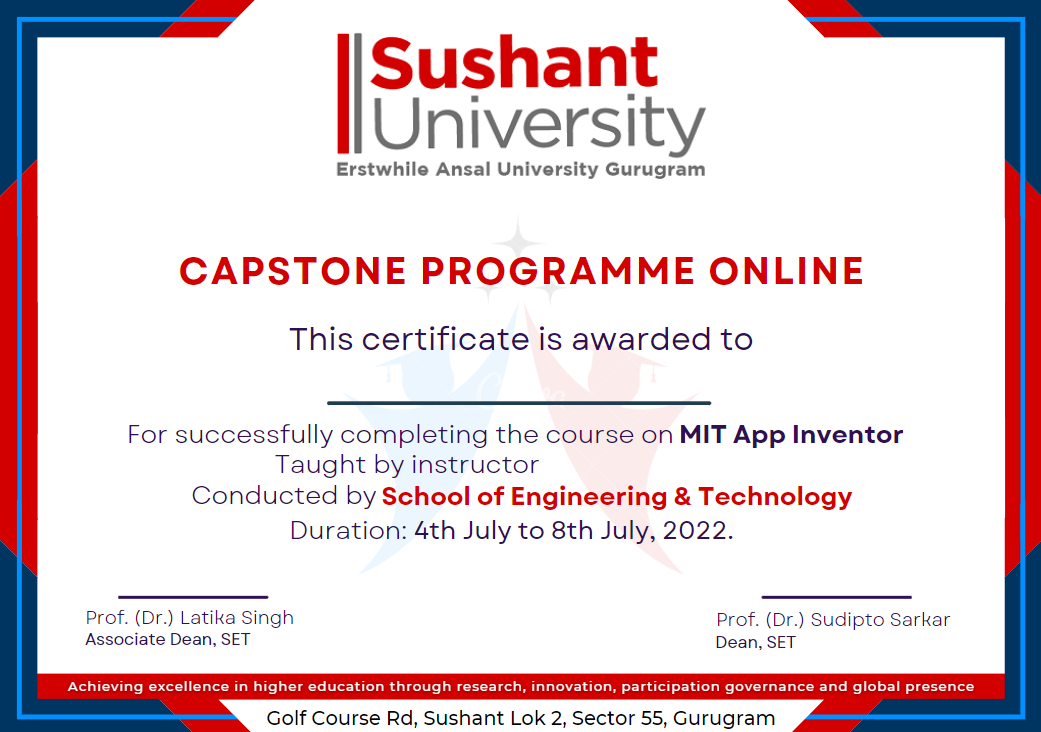 Sushant
University
Erstwhile Ansal University Gurugram
CAPSTONE PROGRAMME ONLINE
This certificate is awarded to
For successfully completing the course on MIT App Inventor
Taught by instructor
Conducted by School of Engineering & Technology
Duration: 4th July to 8th July, 2022.
Prof. (Dr.) Latika Singh
Associate Dean, SET
Prof. (Dr.) Sudipto Sarkar
Dean, SET
Achieving excellence in higher education through research, innovation, participation governance and global presence
Golf Course Rd, Sushant Lok 2, Sector 55, Gurugram